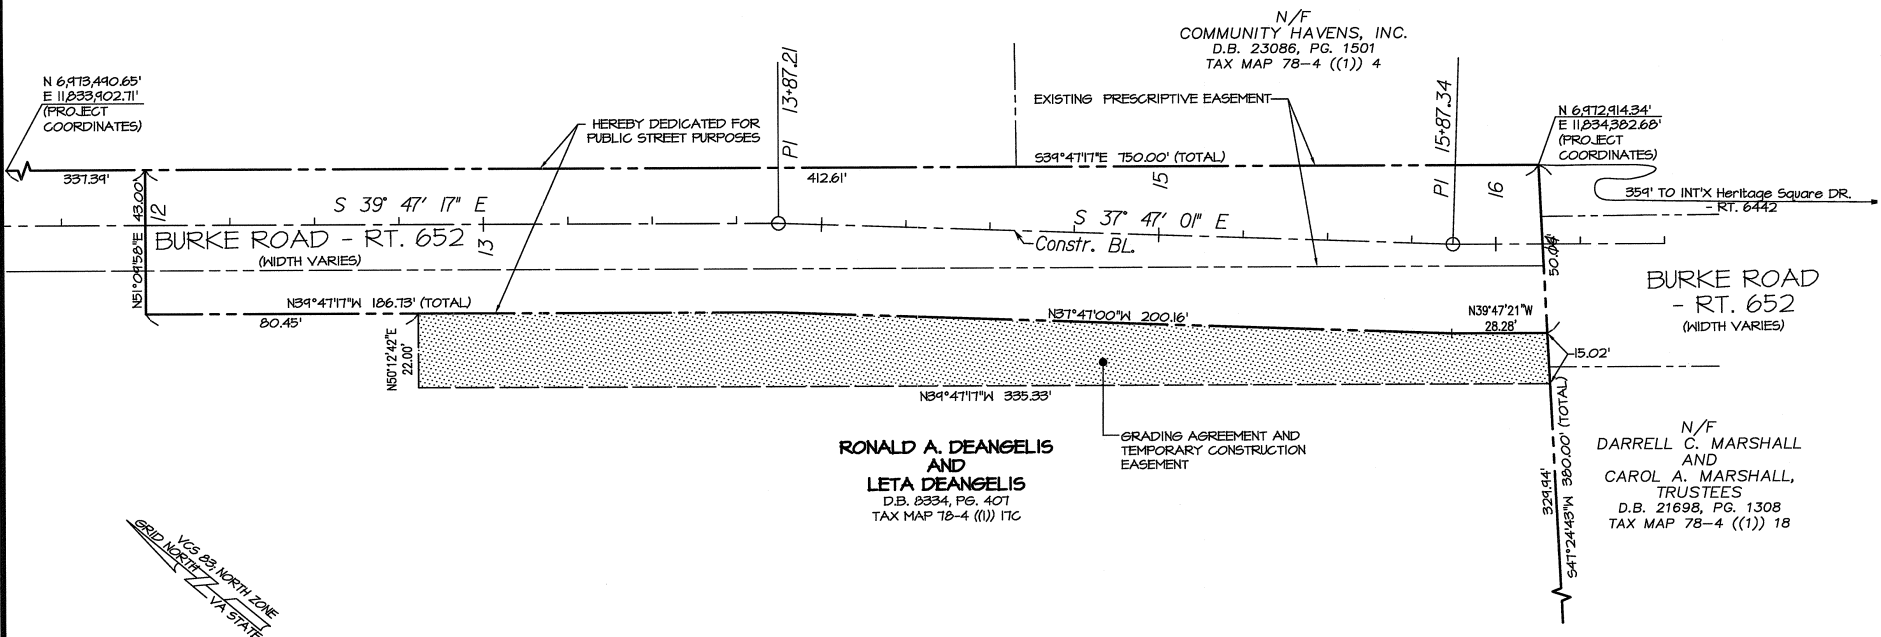 N/F
COMMUNITY HAVENS, INC.
D.B. 23086, PG. 1501
TAX MAP 78-4 ((1)) 4
N 6,973,490.65'
E 11,833,902.71'
(PROJECT
COORDINATES)
HEREBY DEDICATED FOR
PUBLIC STREET PURPOSES
PI 13+87.21
EXISTING PRESCRIPTIVE EASEMENT
PI 15+87.34
N 6,972,914.34'
E 11,834,382.68'
(PROJECT
COORDINATES)
S39°47'17"E 750.00' (TOTAL)
337.39'
412.61'
359' TO INT'X Heritage Square DR.
- RT. 6442
N51°09'58"E 43.00'
12
S 39° 47' 17" E
13
BURKE ROAD - RT. 652
(WIDTH VARIES)
15
S 37° 47' 01" E
16
Constr. BL.
BURKE ROAD
- RT. 652
(WIDTH VARIES)
N39°47'17"W 186.73' (TOTAL)
80.45'
N37°47'00"W 200.16'
N39°47'21"W
28.28'
N50°12'42"E
22.00'
15.02'
N39°47'17"W 335.33'
GRADING AGREEMENT AND
TEMPORARY CONSTRUCTION
EASEMENT
RONALD A. DEANGELIS
AND
LETA DEANGELIS
D.B. 8334, PG. 407
TAX MAP 78-4 ((1)) 17C
329.94'
S47°24'43"W 380.00' (TOTAL)
N/F
DARRELL C. MARSHALL
AND
CAROL A. MARSHALL,
TRUSTEES
D.B. 21698, PG. 1308
TAX MAP 78-4 ((1)) 18
GRID NORTH
VCS 83, NORTH ZONE
VA STATE